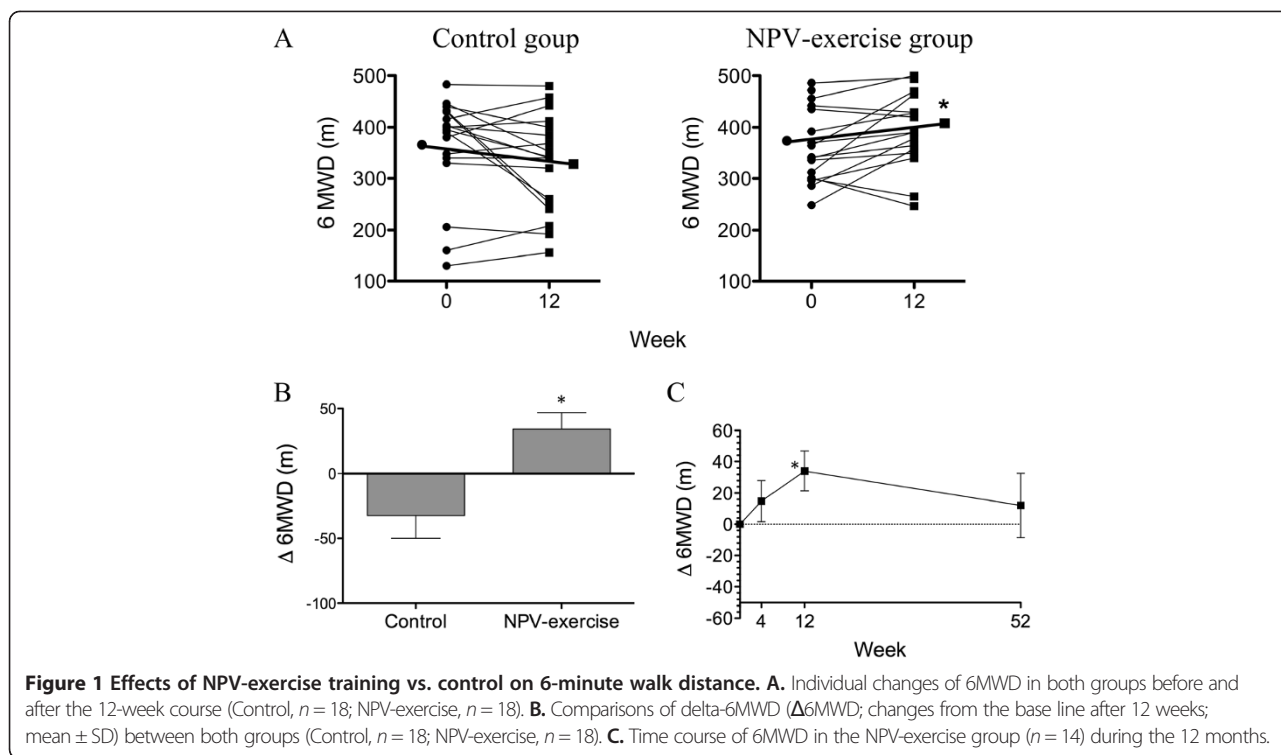 A
Control goup
NPV-exercise group
500
400
300
200
100
6 MWD (m)
0
12
500
400
300
200
100
6 MWD (m)
*
0
12
Week
B
50
0
-50
-100
Δ 6MWD (m)
*
Control
NPV-exercise
C
60
40
20
0
-20
-40
-60
Δ 6MWD (m)
*
4
12
52
Week
Figure 1 Effects of NPV-exercise training vs. control on 6-minute walk distance. A. Individual changes of 6MWD in both groups before and
after the 12-week course (Control, n = 18; NPV-exercise, n = 18). B. Comparisons of delta-6MWD (Δ6MWD; changes from the base line after 12 weeks;
mean ± SD) between both groups (Control, n = 18; NPV-exercise, n = 18). C. Time course of 6MWD in the NPV-exercise group (n = 14) during the 12 months.